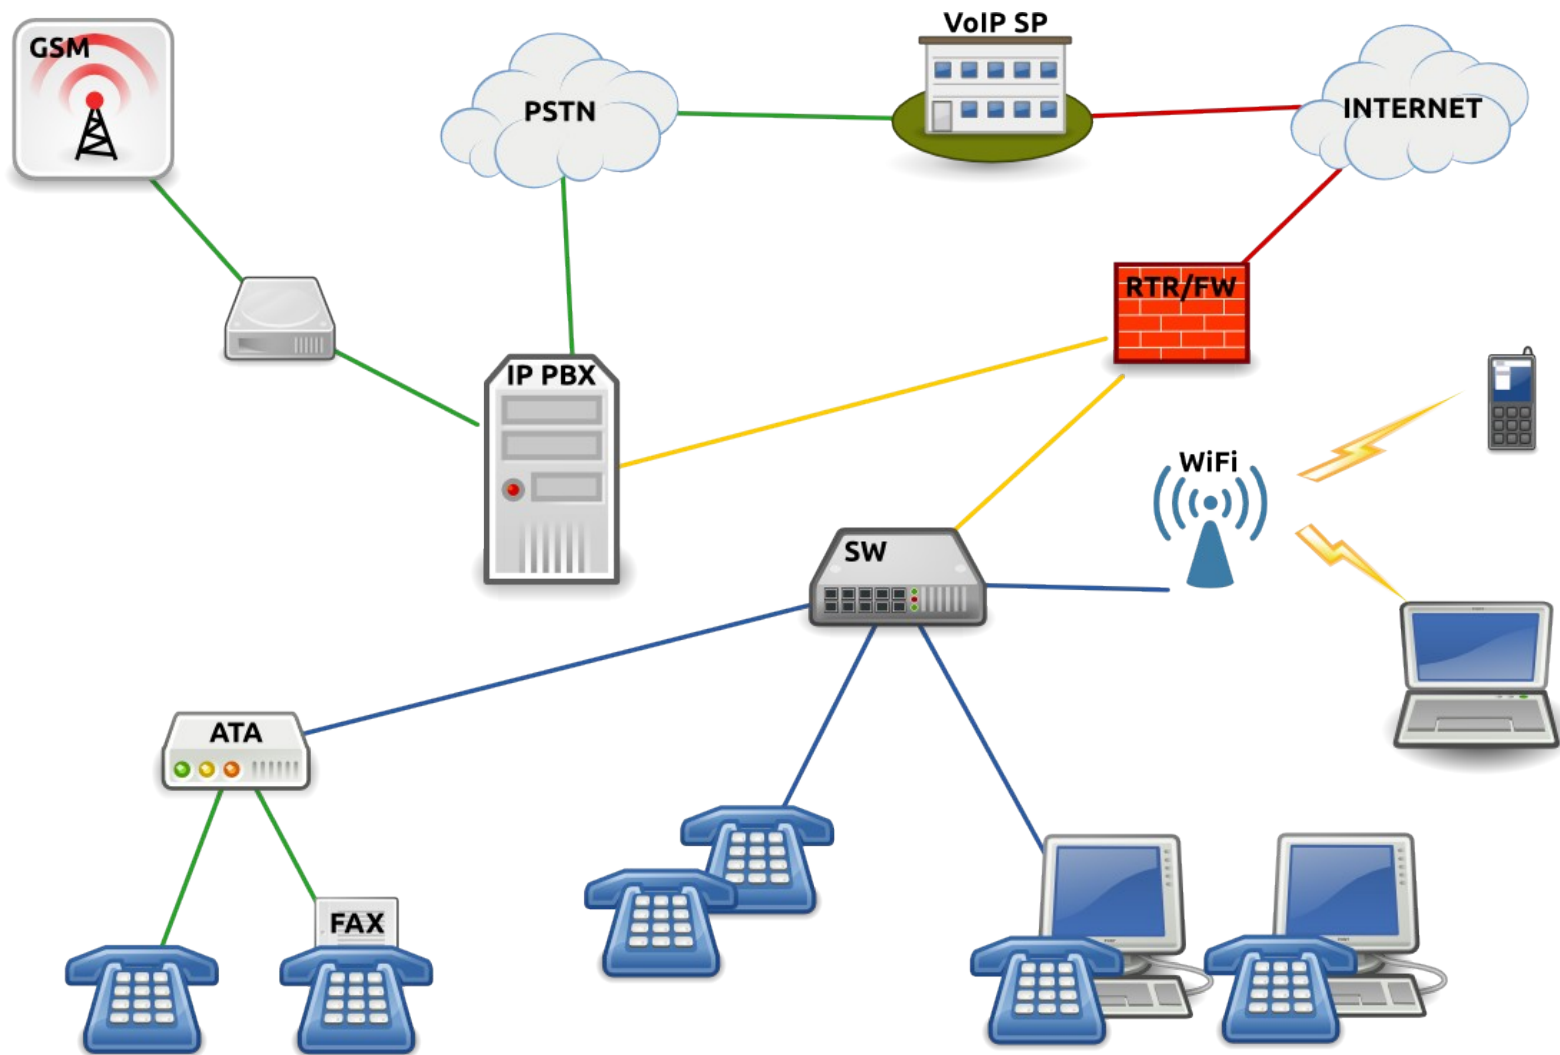 GSM
PSTN
VoIP SP
INTERNET
RTR/FW
IP PBX
WiFi
SW
ATA
FAX